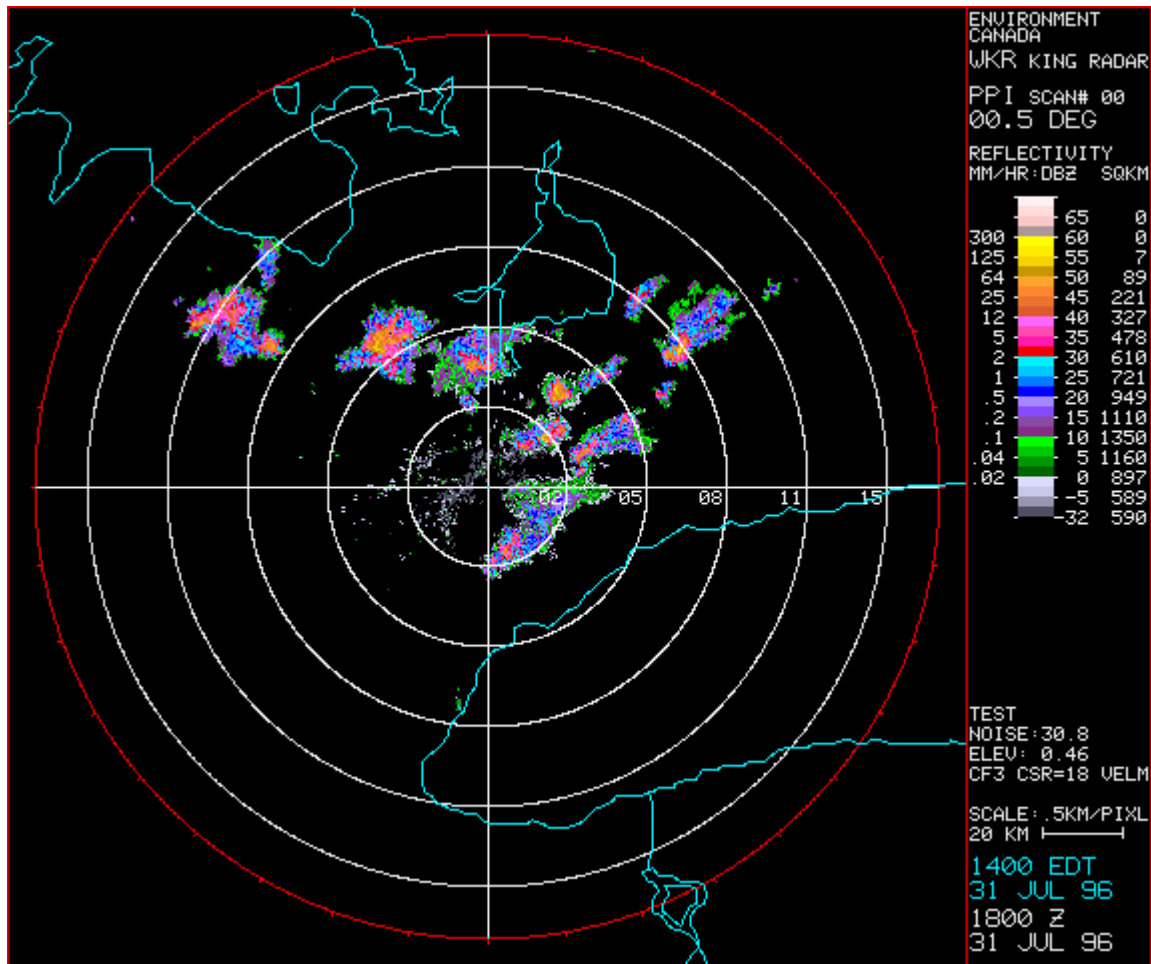 ENVIRONMENT
CANADA
WKR KING RADAR
PPI SCAN# 00
00.5 DEG
REFLECTIVITY
MM/HR:DBZ SQKM
65 0
300 60 0
125 55 7
64 50 89
25 45 221
12 40 327
5 35 478
2 30 610
1 25 721
.5 20 949
.2 15 1110
.1 10 1350
.04 5 1160
.02 0 897
-5 589
-32 590
02 05 08 11 15
TEST
NOISE:30.8
ELEV: 0.46
CF3 CSR=18 VELM
SCALE: .5KM/PIXL
20 KM
1400 EDT
31 JUL 96
1800 Z
31 JUL 96